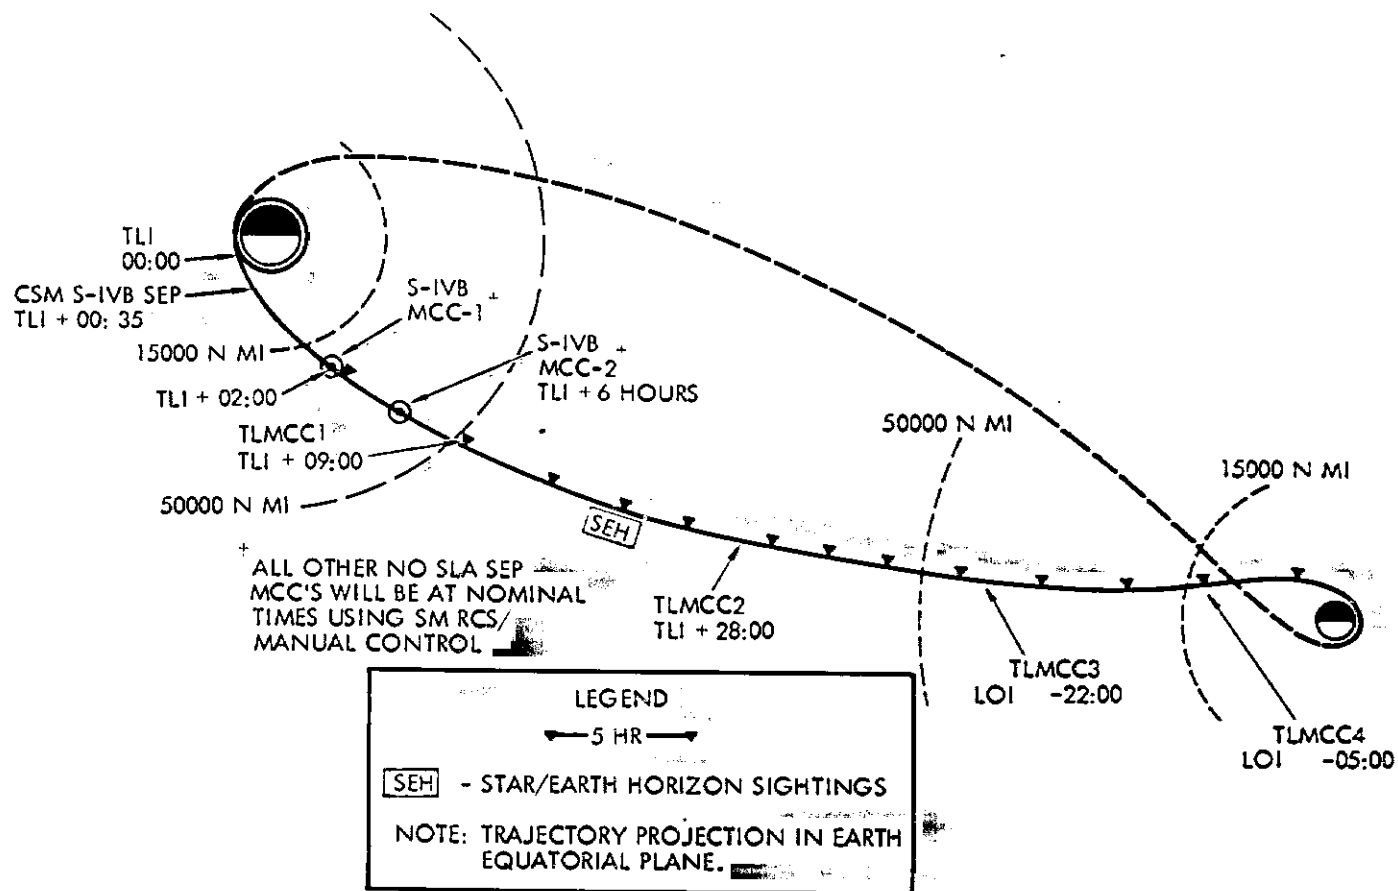 TLI
00:00
CSM S-IVB SEP
TLI + 00: 35
15000 N MI
TLI + 02:00
S-IVB +
MCC-1
S-IVB +
MCC-2
TLI + 6 HOURS
TLMCC1
TLI + 09:00
50000 N MI
SEH
+
ALL OTHER NO SLA SEP
MCC'S WILL BE AT NOMINAL
TIMES USING SM RCS/
MANUAL CONTROL
TLMCC2
TLI + 28:00
50000 N MI
15000 N MI
TLMCC3
LOI -22:00
TLMCC4
LOI -05:00
LEGEND
5 HR
SEH - STAR/EARTH HORIZON SIGHTINGS
NOTE: TRAJECTORY PROJECTION IN EARTH
EQUATORIAL PLANE.